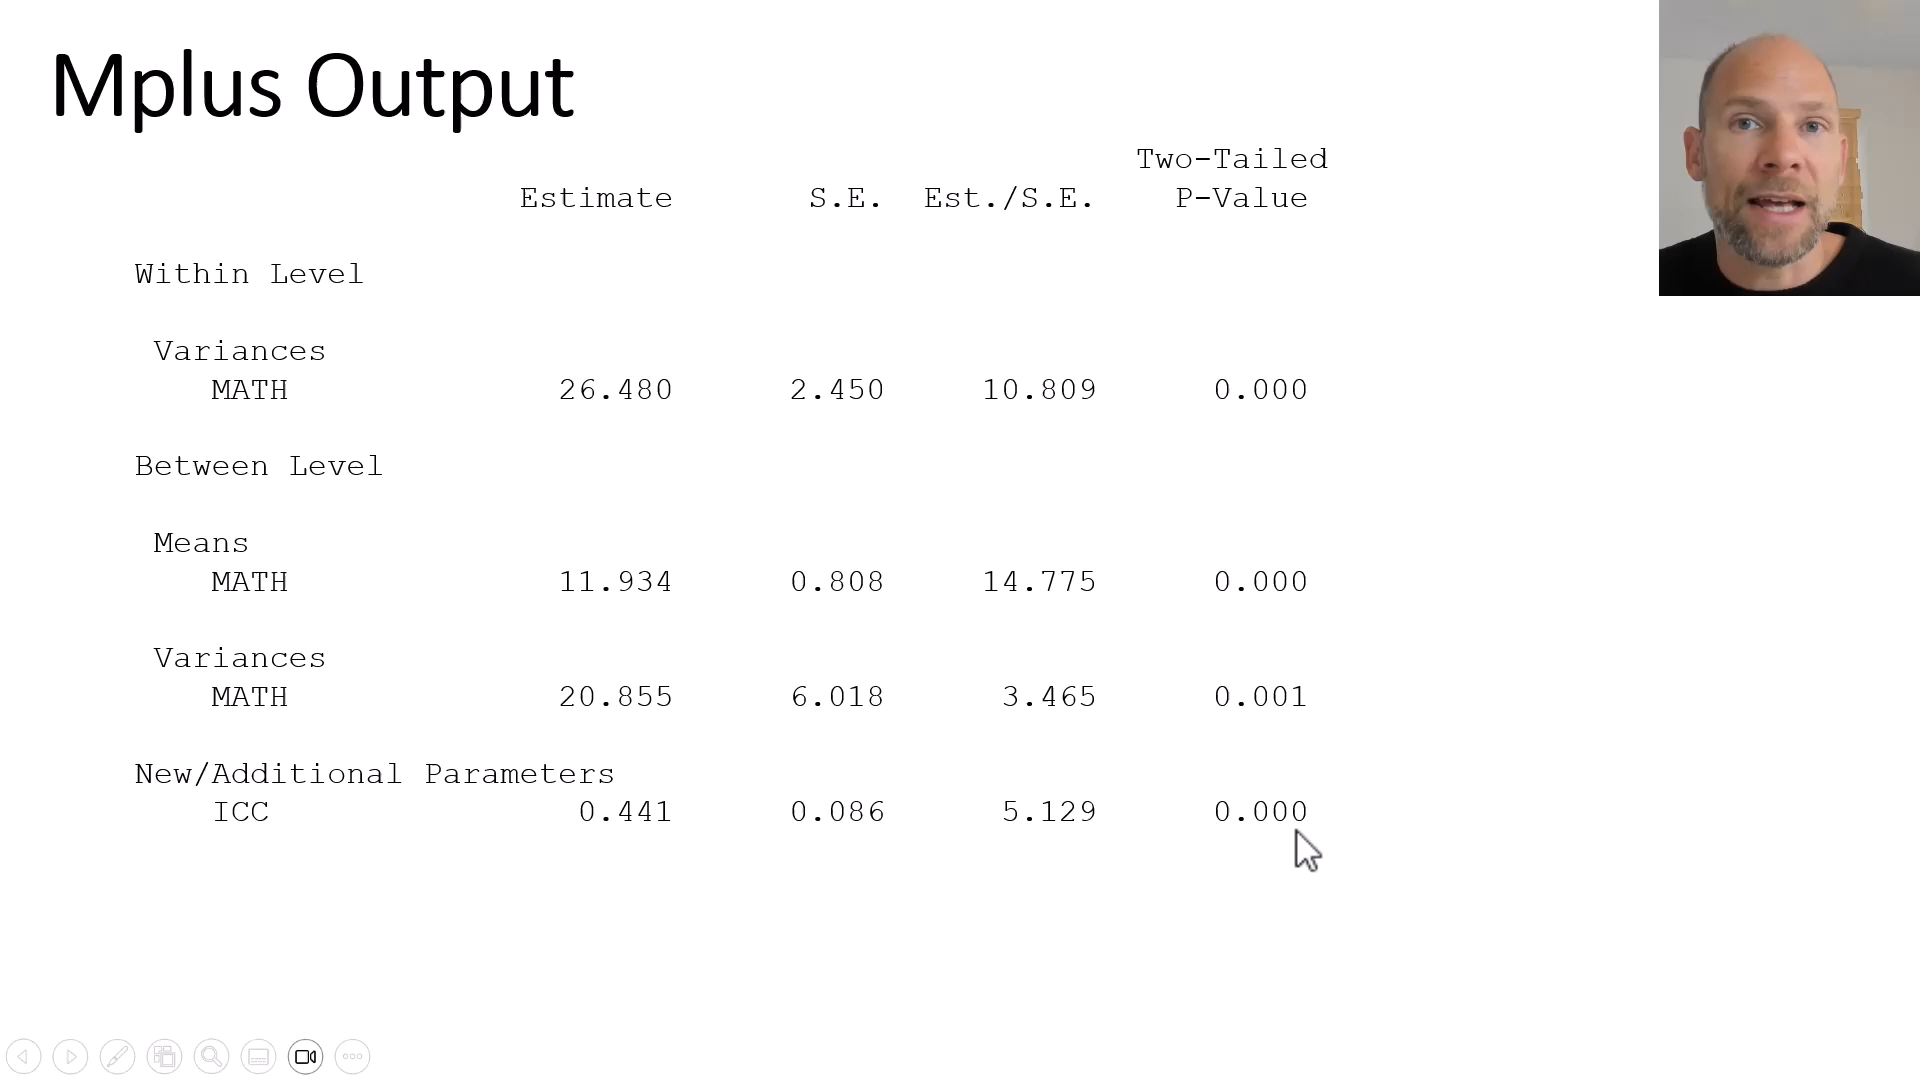 Mplus Output
Two-Tailed
Estimate S.E. Est./S.E. P-Value
Within Level
Variances
MATH 26.480 2.450 10.809 0.000
Between Level
Means
MATH 11.934 0.808 14.775 0.000
Variances
MATH 20.855 6.018 3.465 0.001
New/Additional Parameters
ICC 0.441 0.086 5.129 0.000